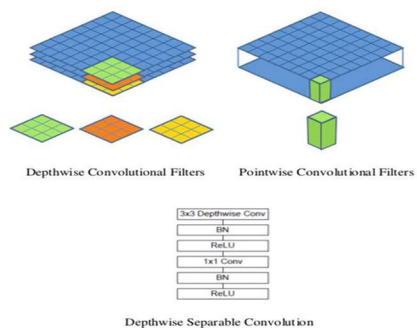 Depthwise Convolutional Filters
Pointwise Convolutional Filters
3x3 Depthwise Conv
BN
ReLU
1x1 Conv
BN
ReLU
Depthwise Separable Convolution